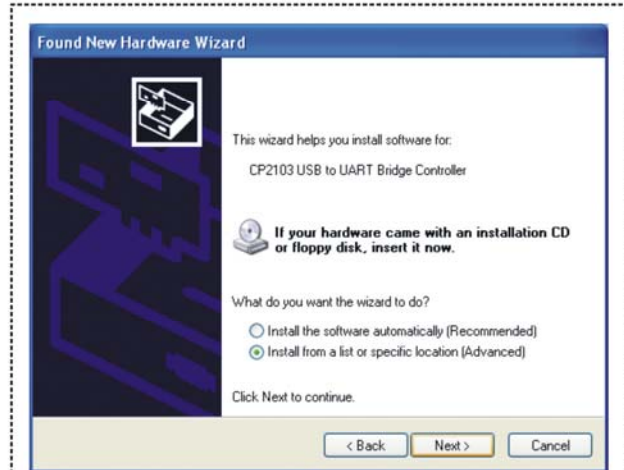 Found New Hardware Wizard
This wizard helps you install software for:
CP2103 USB to UART Bridge Controller
If your hardware came with an installation CD
or floppy disk, insert it now.
What do you want the wizard to do?
Install the software automatically (Recommended)
Install from a list or specific location (Advanced)
Click Next to continue.
< Back Next > Cancel